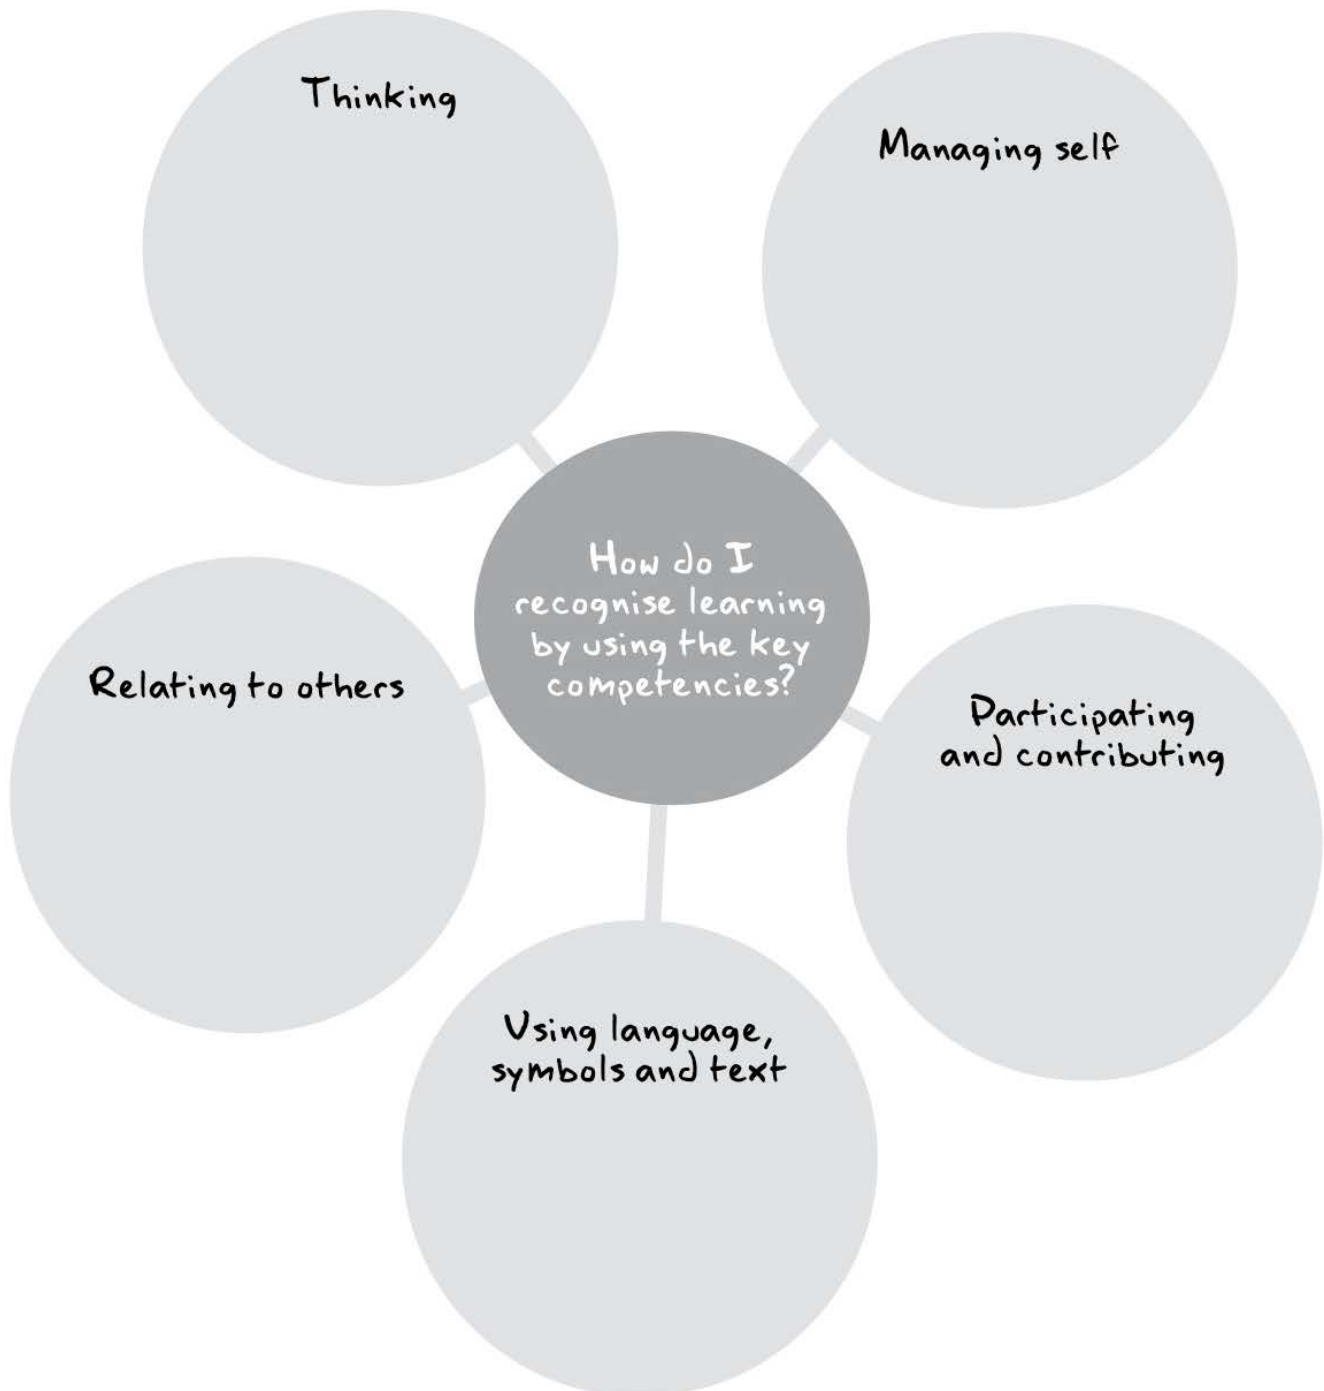 Thinking
Managing self
How do I
recognise learning
by using the key
competencies?
Relating to others
Participating
and contributing
Using language,
symbols and text